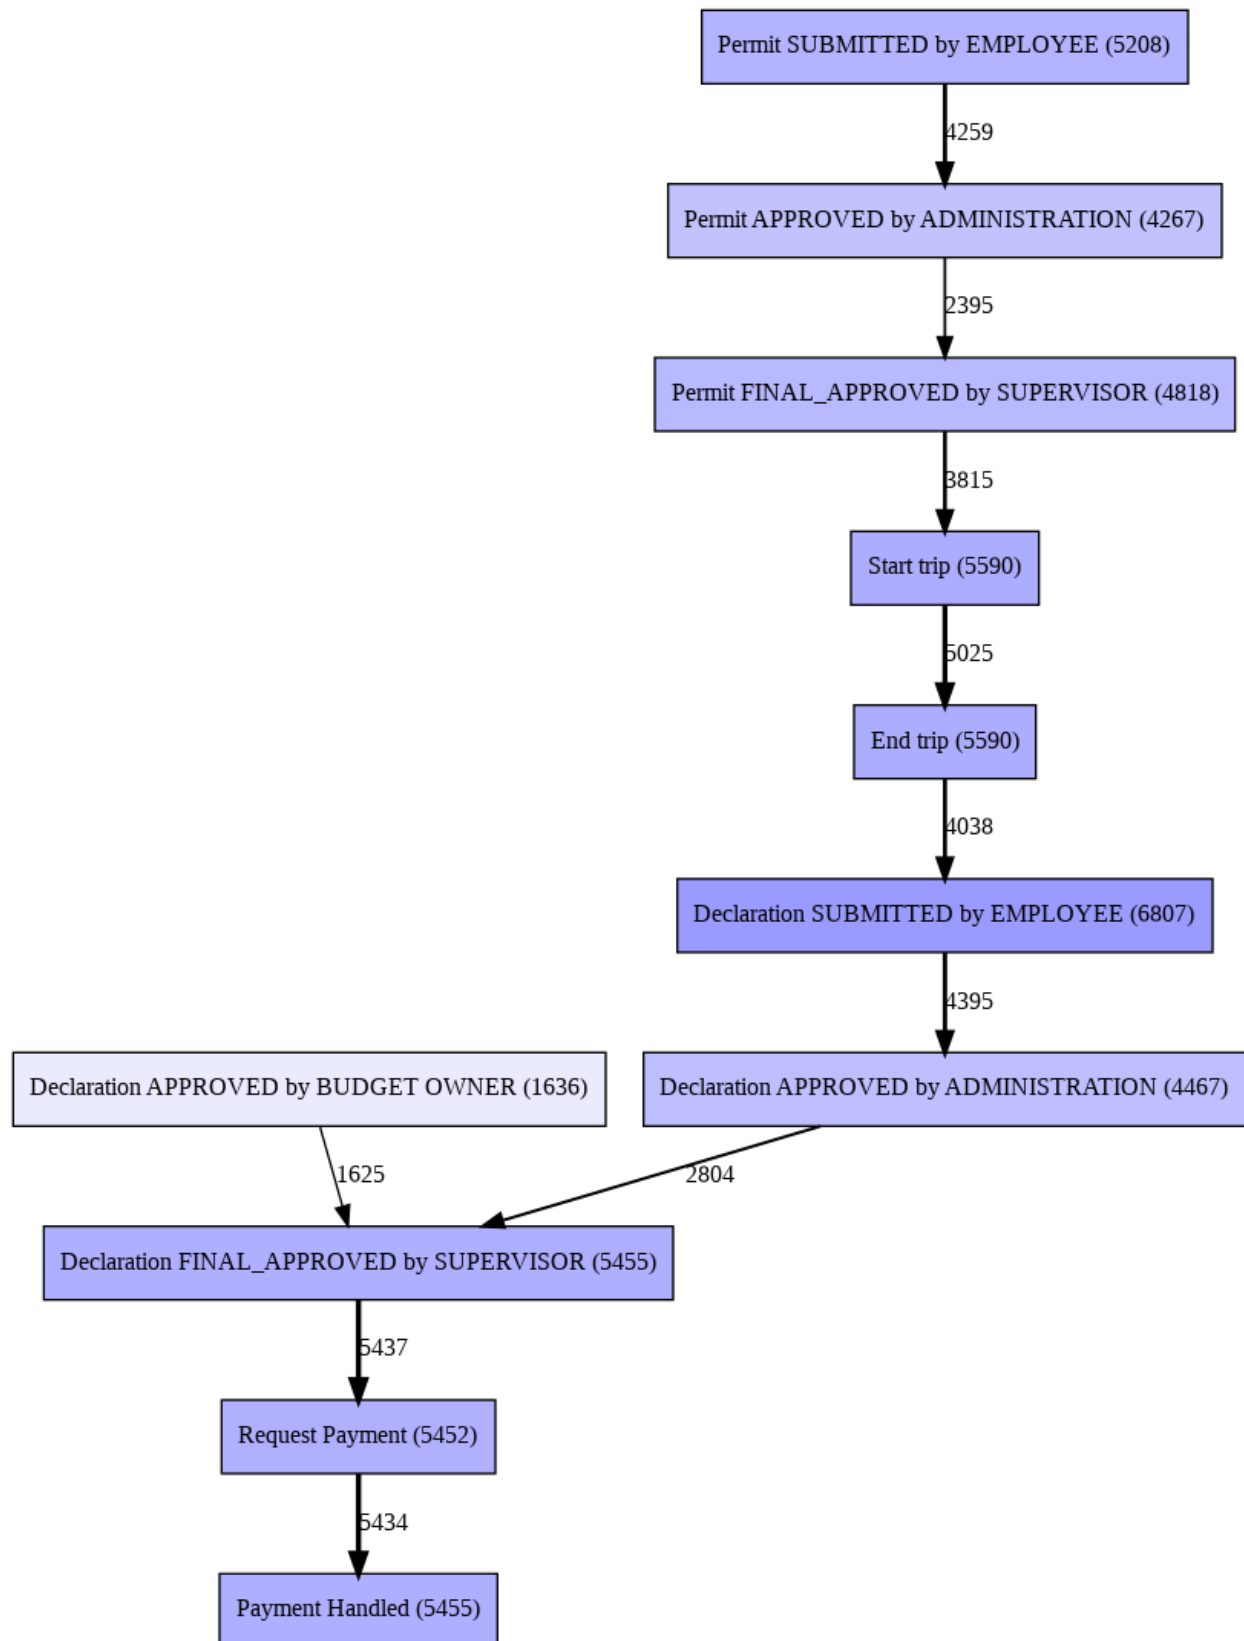 Permit SUBMITTED by EMPLOYEE (5208)
4259
Permit APPROVED by ADMINISTRATION (4267)
2395
Permit FINAL_APPROVED by SUPERVISOR (4818)
3815
Start trip (5590)
5025
End trip (5590)
4038
Declaration SUBMITTED by EMPLOYEE (6807)
4395
Declaration APPROVED by BUDGET OWNER (1636)
Declaration APPROVED by ADMINISTRATION (4467)
1625
2804
Declaration FINAL_APPROVED by SUPERVISOR (5455)
5437
Request Payment (5452)
5434
Payment Handled (5455)